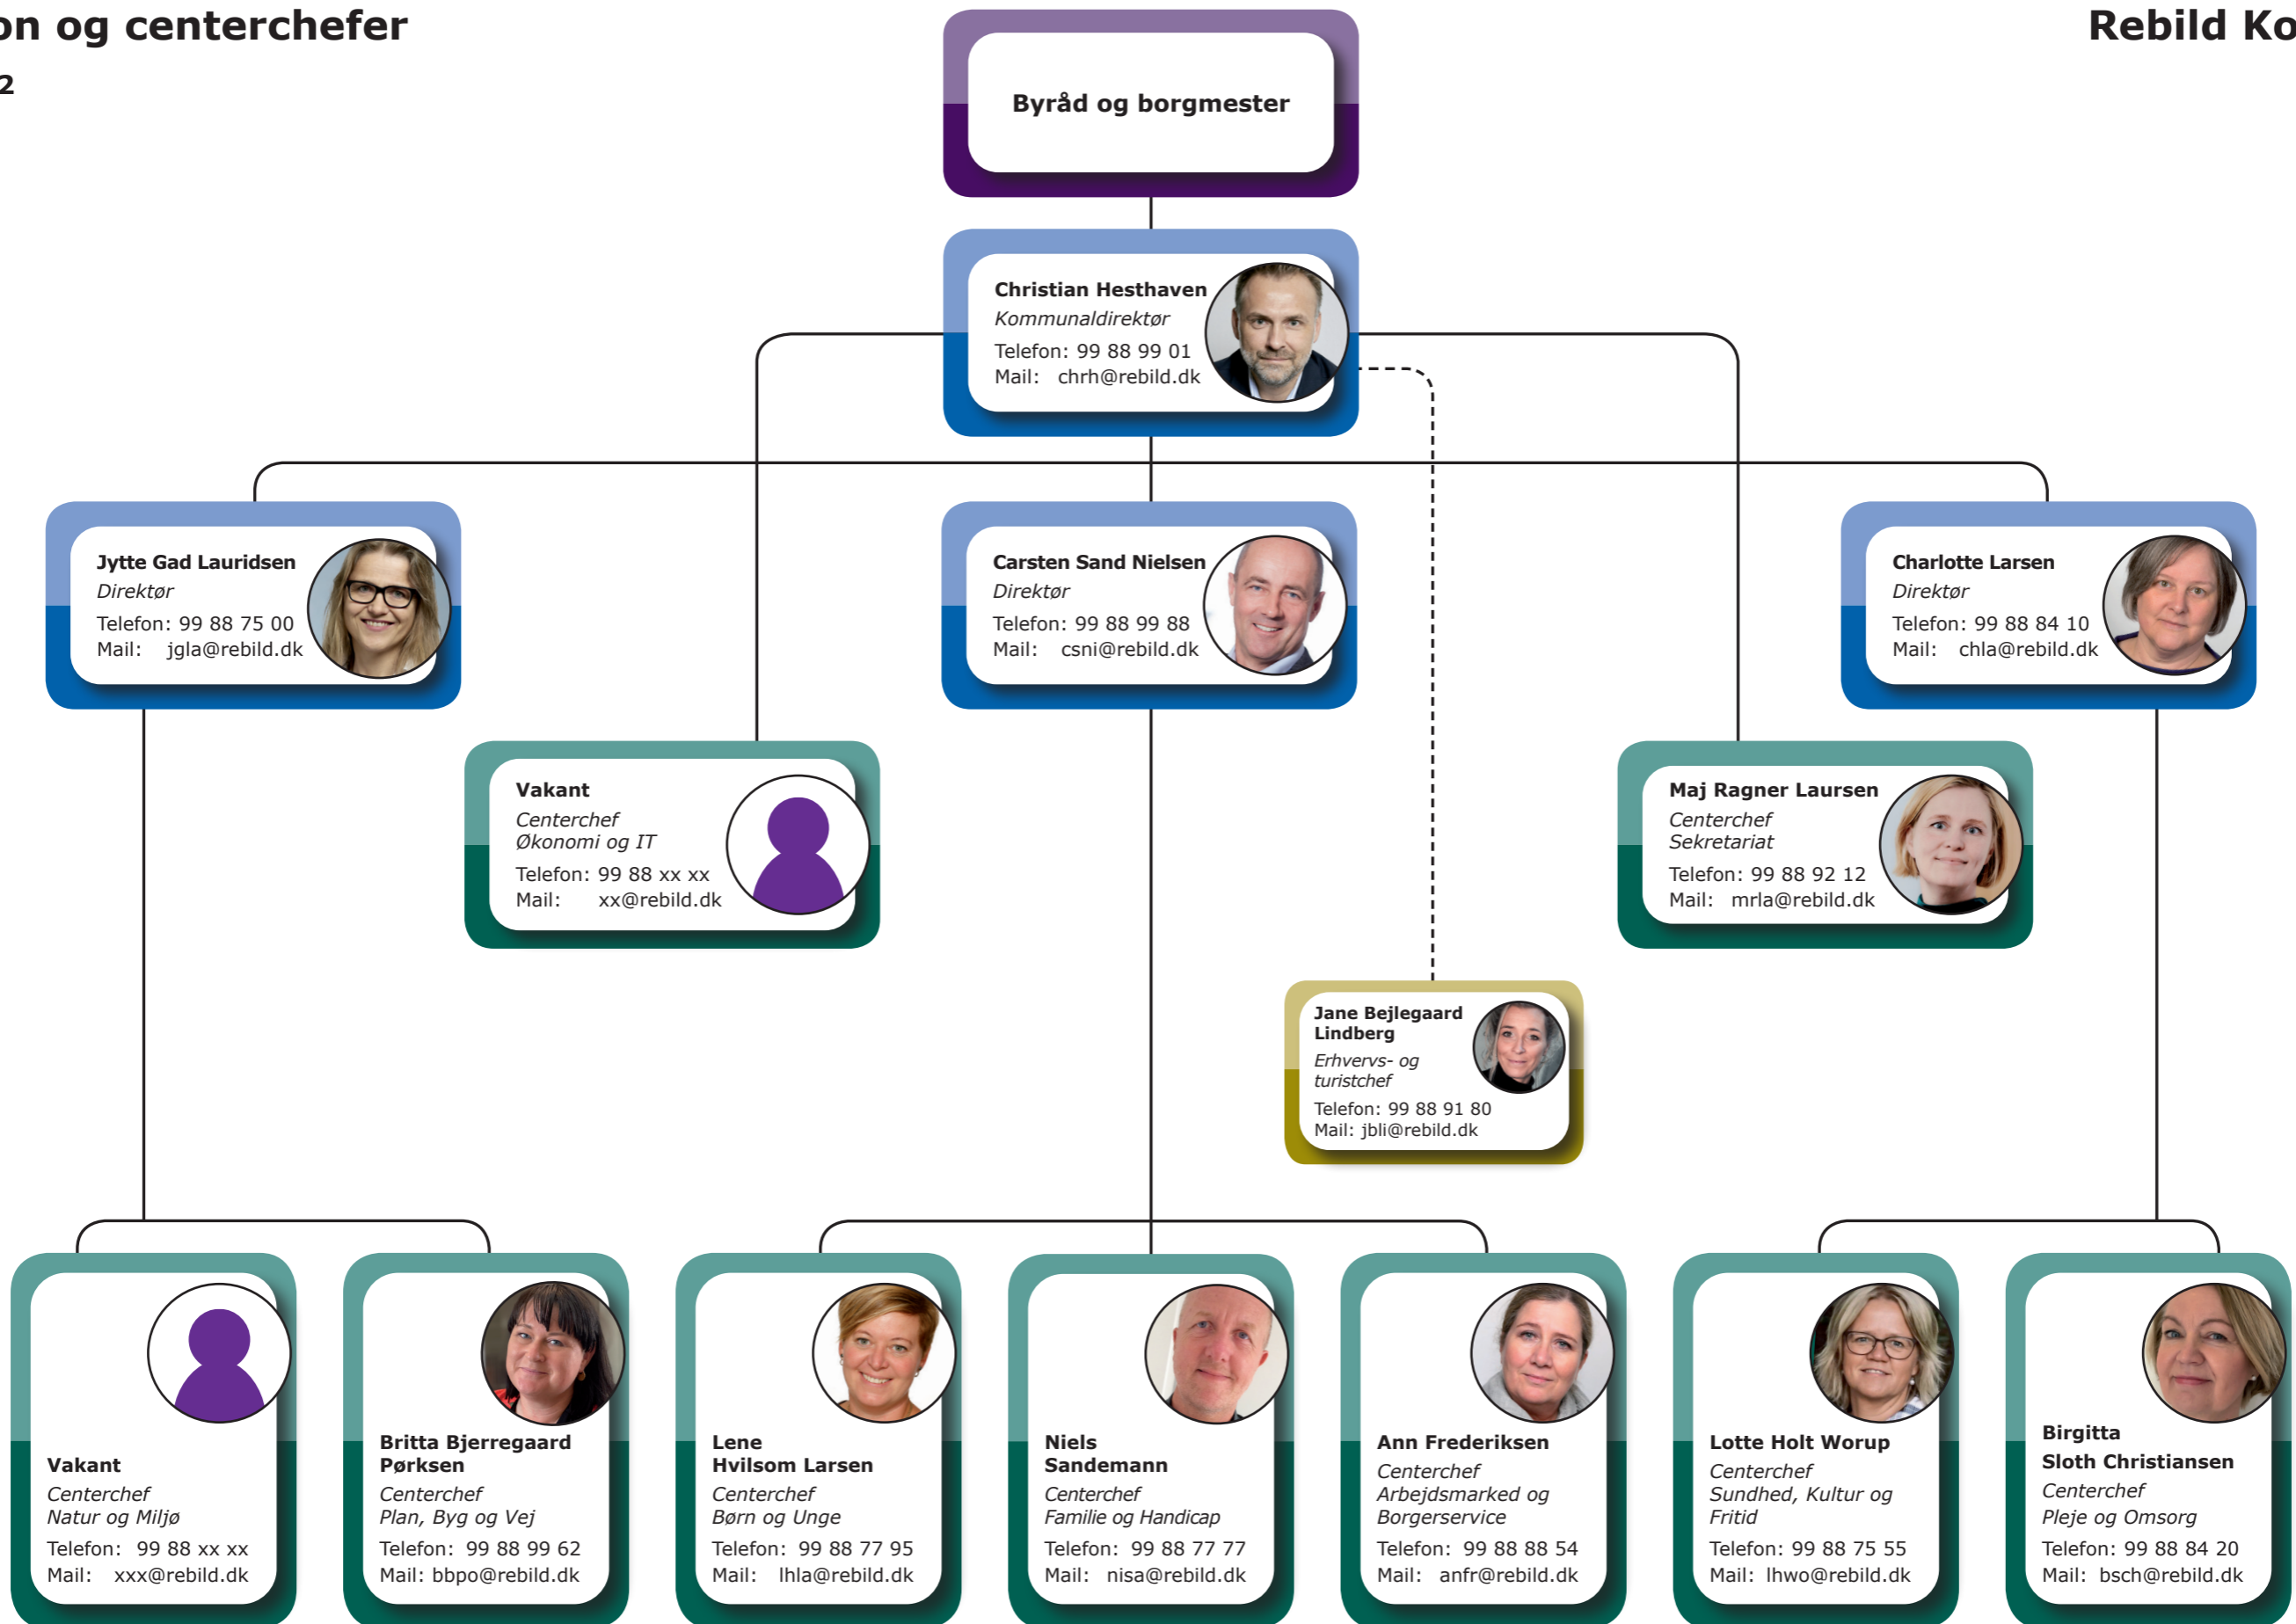 on og centerchefer
Rebild Ko
2
Byråd og borgmester
Christian Hesthaven
Kommunaldirektør
Telefon: 99 88 99 01
Mail: chrh@rebild.dk
Jytte Gad Lauridsen
Direktør
Telefon: 99 88 75 00
Mail: jgla@rebild.dk
Carsten Sand Nielsen
Direktør
Telefon: 99 88 99 88
Mail: csni@rebild.dk
Charlotte Larsen
Direktør
Telefon: 99 88 84 10
Mail: chla@rebild.dk
Vakant
Centerchef
Økonomi og IT
Telefon: 99 88 xx xx
Mail: xx@rebild.dk
Maj Ragner Laursen
Centerchef
Sekretariat
Telefon: 99 88 92 12
Mail: mrla@rebild.dk
Jane Bejlegaard
Lindberg
Erhvervs- og
turistchef
Telefon: 99 88 91 80
Mail: jbli@rebild.dk
Vakant
Centerchef
Natur og Miljø
Telefon: 99 88 xx xx
Mail: xxx@rebild.dk
Britta Bjerregaard
Pørksen
Centerchef
Plan, Byg og Vej
Telefon: 99 88 99 62
Mail: bbpo@rebild.dk
Lene
Hvilsom Larsen
Centerchef
Børn og Unge
Telefon: 99 88 77 95
Mail: lhla@rebild.dk
Niels
Sandemann
Centerchef
Familie og Handicap
Telefon: 99 88 77 77
Mail: nisa@rebild.dk
Ann Frederiksen
Centerchef
Arbejdsmarked og
Borgerservice
Telefon: 99 88 88 54
Mail: anfr@rebild.dk
Lotte Holt Worup
Centerchef
Sundhed, Kultur og
Fritid
Telefon: 99 88 75 55
Mail: lhwo@rebild.dk
Birgitta
Sloth Christiansen
Centerchef
Pleje og Omsorg
Telefon: 99 88 84 20
Mail: bsch@rebild.dk